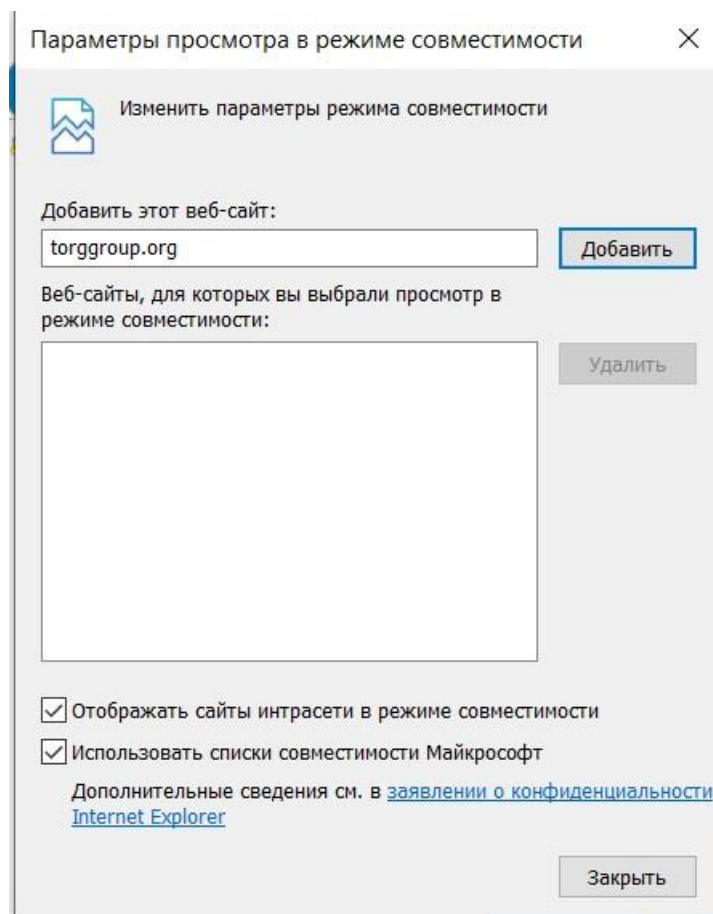 Параметры просмотра в режиме совместимости
Изменить параметры режима совместимости
Добавить этот веб-сайт:
torggroup.org
Добавить
Веб-сайты, для которых вы выбрали просмотр в
режиме совместимости:
Удалить
Отображать сайты интрасети в режиме совместимости
Использовать списки совместимости Майкрософт
Дополнительные сведения см. в заявлении о конфиденциальности
Internet Explorer
Закрыть